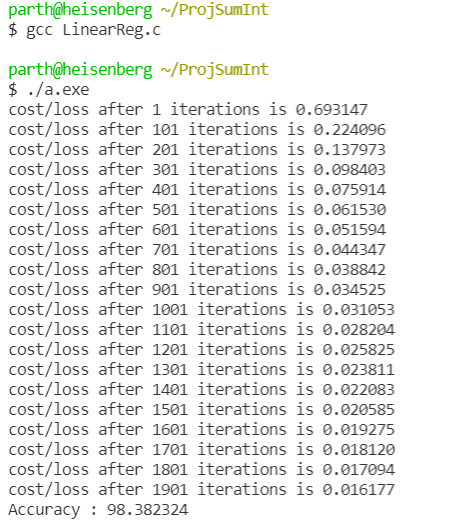 parth@heisenberg ~/ProjSumInt
$ gcc LinearReg.c
parth@heisenberg ~/ProjSumInt
$ ./a.exe
cost/loss after 1 iterations is 0.693147
cost/loss after 101 iterations is 0.224096
cost/loss after 201 iterations is 0.137973
cost/loss after 301 iterations is 0.098403
cost/loss after 401 iterations is 0.075914
cost/loss after 501 iterations is 0.061530
cost/loss after 601 iterations is 0.051594
cost/loss after 701 iterations is 0.044347
cost/loss after 801 iterations is 0.038842
cost/loss after 901 iterations is 0.034525
cost/loss after 1001 iterations is 0.031053
cost/loss after 1101 iterations is 0.028204
cost/loss after 1201 iterations is 0.025825
cost/loss after 1301 iterations is 0.023811
cost/loss after 1401 iterations is 0.022083
cost/loss after 1501 iterations is 0.020585
cost/loss after 1601 iterations is 0.019275
cost/loss after 1701 iterations is 0.018120
cost/loss after 1801 iterations is 0.017094
cost/loss after 1901 iterations is 0.016177
Accuracy : 98.382324